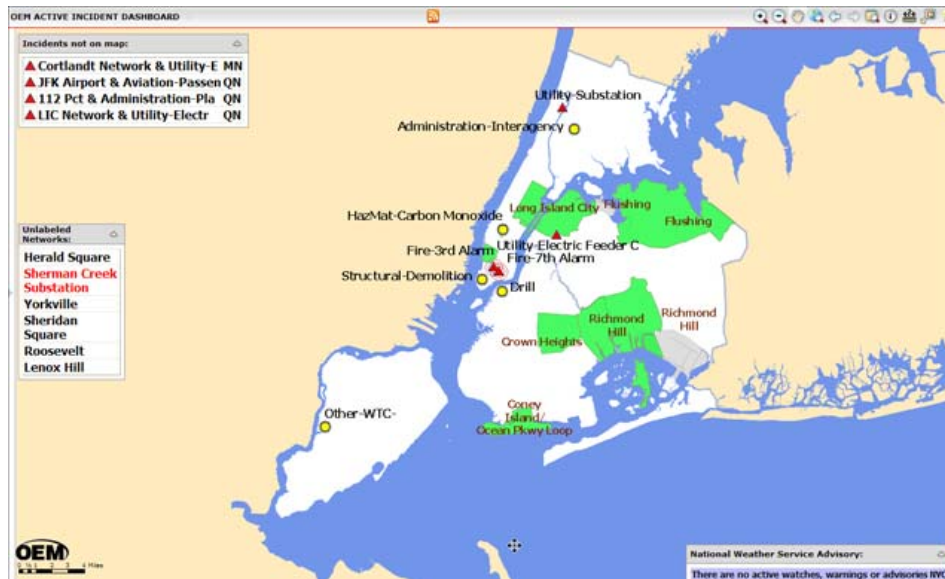 OEM ACTIVE INCIDENT DASHBOARD
Incidents not on map:
Cortlandt Network & Utility-E MN
JFK Airport & Aviation-Passen QN
112 Pct & Administration-Pla QN
LIC Network & Utility-Electr QN
Utility-Substation
Administration-Interagency
Long Island City
Flushing
Flushing
HazMat-Carbon Monoxide
Utility-Electric Feeder C
Fire-3rd Alarm
Fire-7th Alarm
Structural-Demolition
Drill
Unlabeled
Networks:
Herald Square
Sherman Creek
Substation
Yorkville
Sheridan
Square
Roosevelt
Lenox Hill
Richmond
Hill
Richmond
Hill
Crown Heights
Coney
Island/
Ocean Pkwy Loop
Other-WTC-
OEM
4 Miles
National Weather Service Advisory:
There are no active watches, warnings or advisories NYC